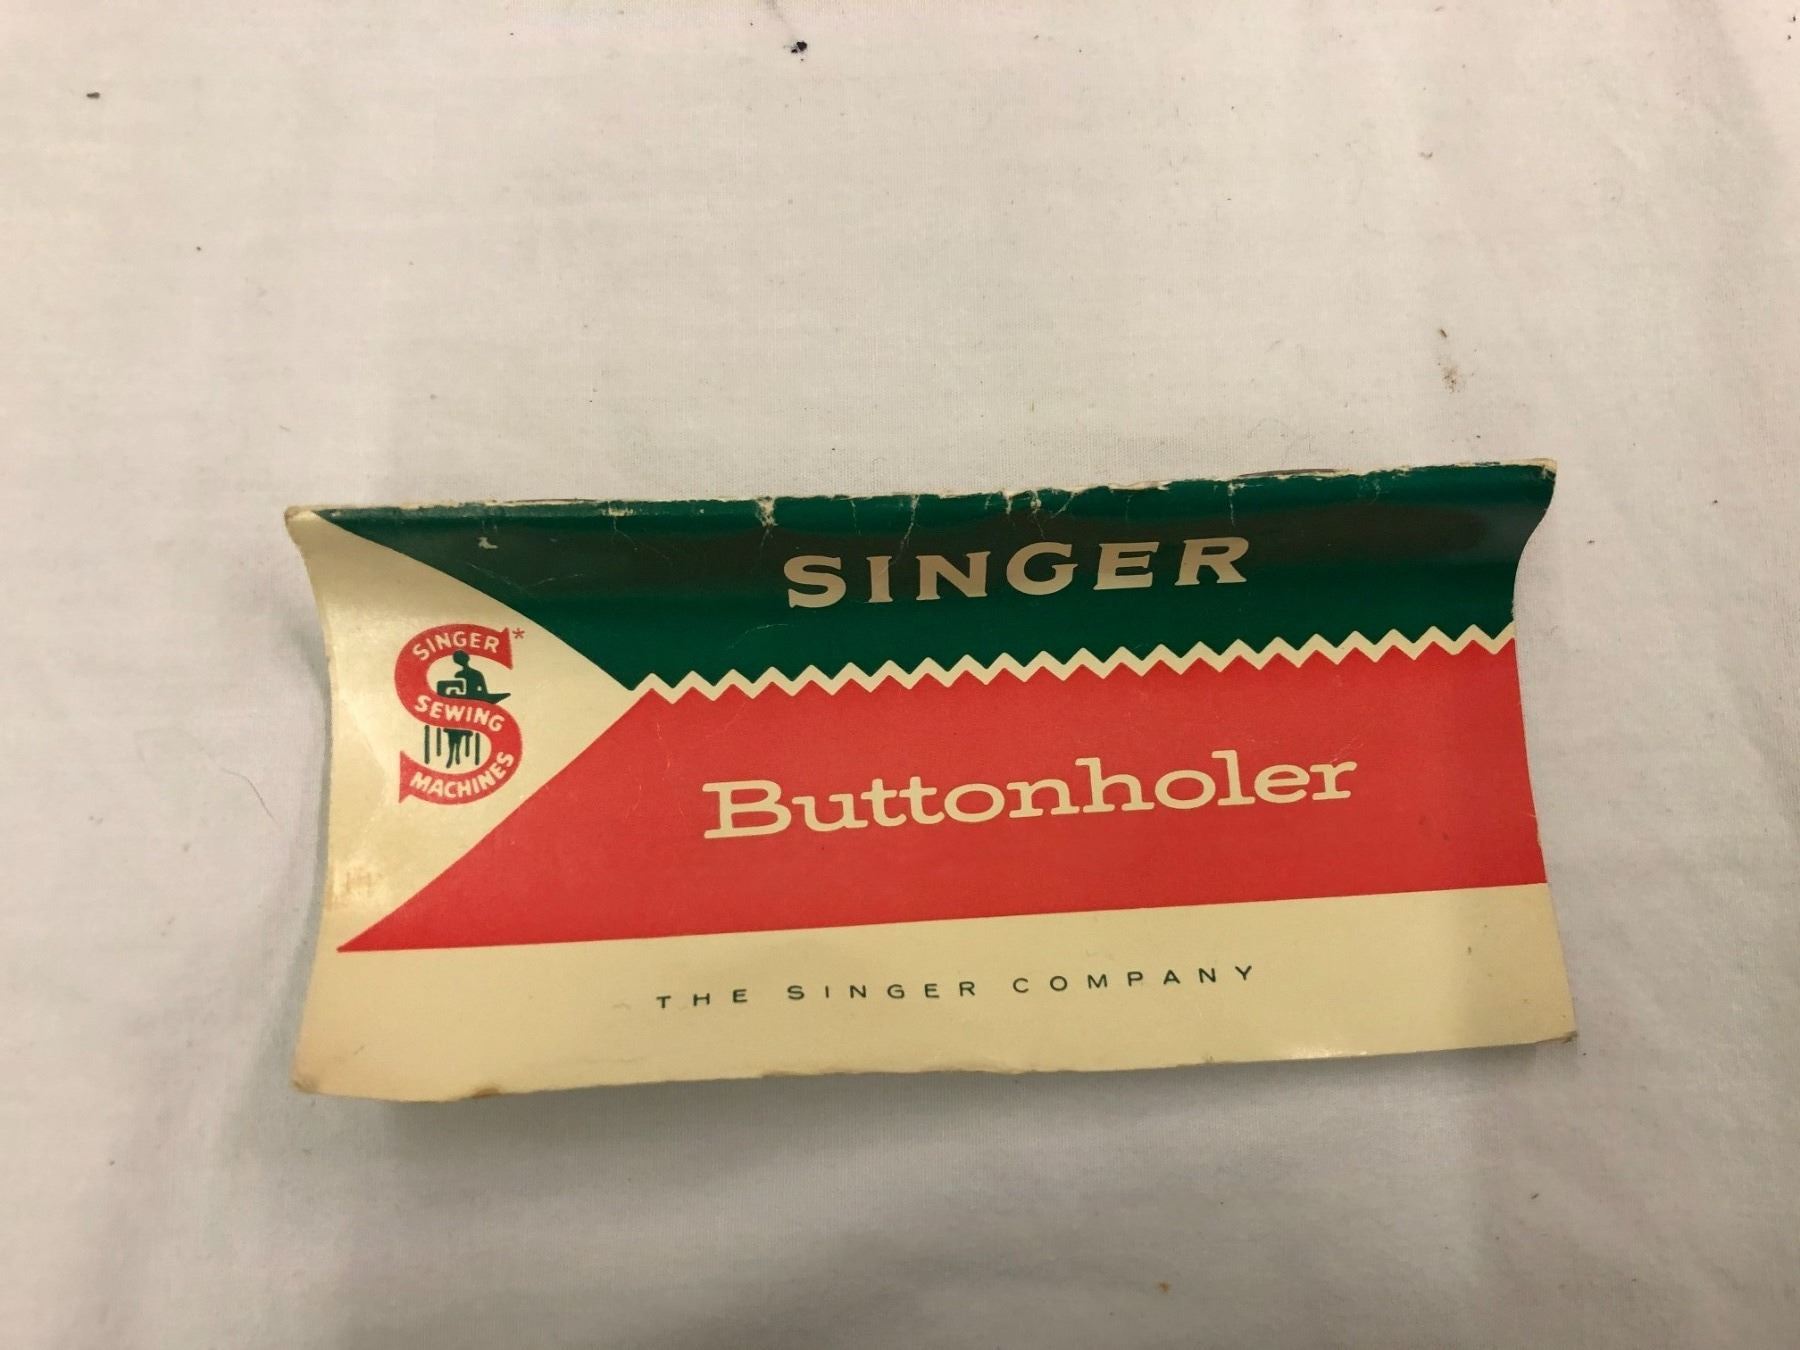 SINGER
SINGER*
SEWING
MACHINES
Buttonholer
THE SINGER COMPANY